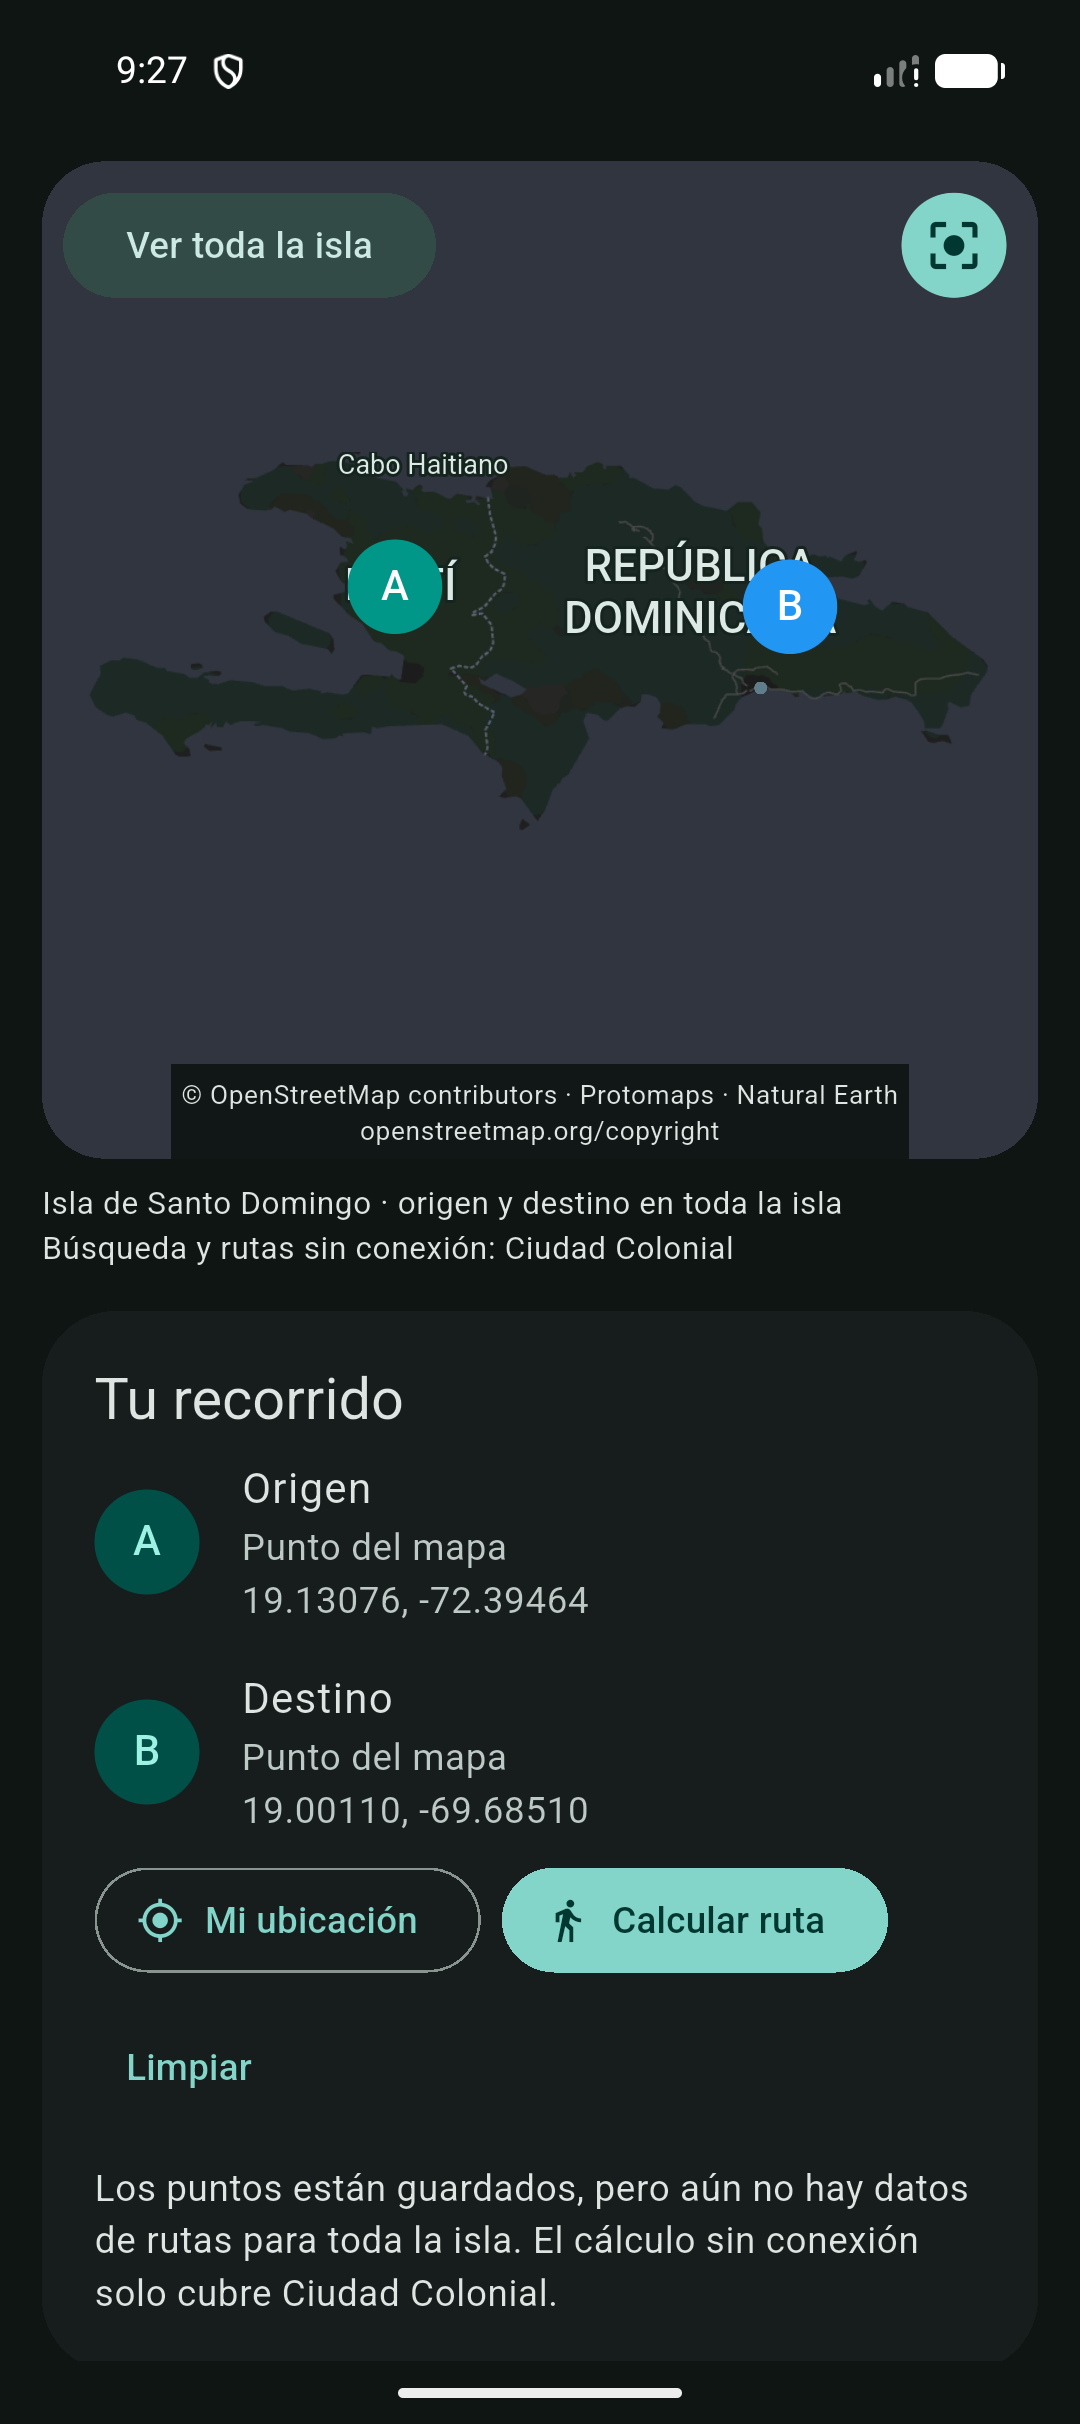 9:27
Ver toda la isla
Cabo Haitiano
A
REPÚBLICA
DOMINICANA
B
© OpenStreetMap contributors · Protomaps · Natural Earth
openstreetmap.org/copyright
Isla de Santo Domingo · origen y destino en toda la isla
Búsqueda y rutas sin conexión: Ciudad Colonial
Tu recorrido
A
Origen
Punto del mapa
19.13076, -72.39464
B
Destino
Punto del mapa
19.00110, -69.68510
Mi ubicación
Calcular ruta
Limpiar
Los puntos están guardados, pero aún no hay datos
de rutas para toda la isla. El cálculo sin conexión
solo cubre Ciudad Colonial.